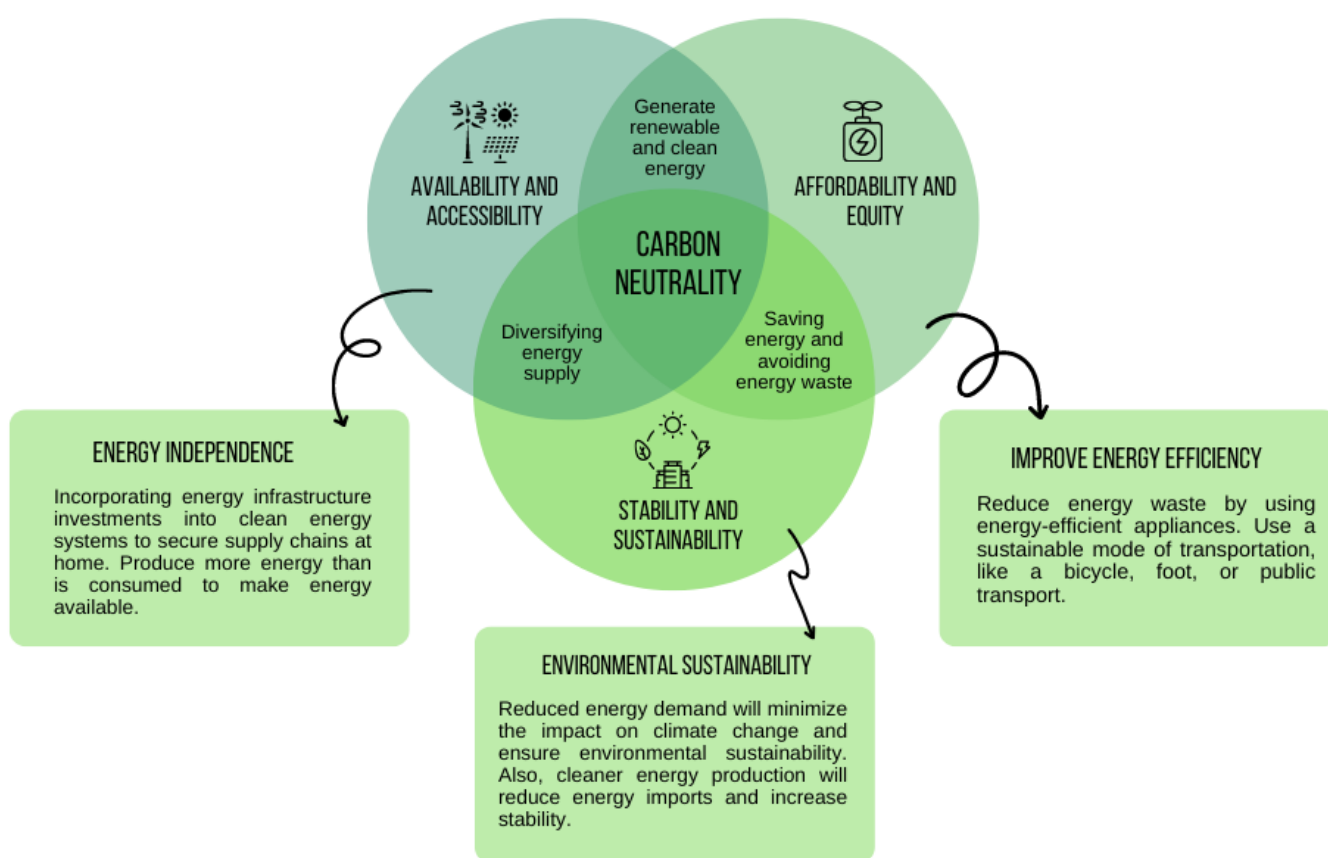 Generate
renewable
and clean
energy
AVAILABILITY AND
ACCESSIBILITY
AFFORDABILITY AND
EQUITY
CARBON
NEUTRALITY
Diversifying
energy
supply
Saving
energy and
avoiding
energy waste
STABILITY AND
SUSTAINABILITY
ENERGY INDEPENDENCE
Incorporating energy infrastructure
investments into clean energy
systems to secure supply chains at
home. Produce more energy than
is consumed to make energy
available.
IMPROVE ENERGY EFFICIENCY
Reduce energy waste by using
energy-efficient appliances. Use a
sustainable mode of transportation,
like a bicycle, foot, or public
transport.
ENVIRONMENTAL SUSTAINABILITY
Reduced energy demand will minimize
the impact on climate change and
ensure environmental sustainability.
Also, cleaner energy production will
reduce energy imports and increase
stability.